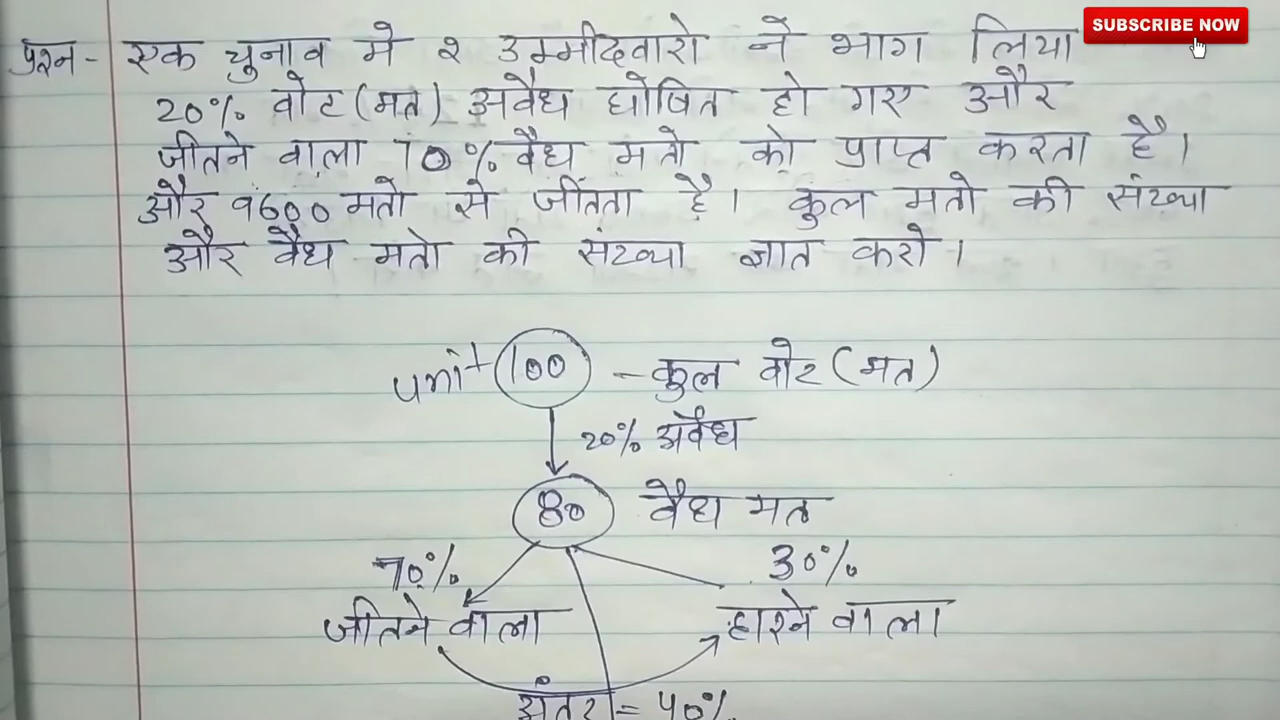 SUBSCRIBE NOW
प्रश्न- एक चुनाव मे २ उम्मीदवारो ने भाग लिया
20% वोट (मत) अवैध घोषित हो गए और
जीतने वाला 70% वैध मतो को प्राप्त करता है।
और 9600 मतो से जीतता है। कुल मतो की संख्या
और वैध मतो की संख्या ज्ञात करो।
unit 100 - कुल वोट (मत)
20% अवैध
80 वैध मत
70% 30%
जीतने वाला हारने वाला
अंतर = 40%